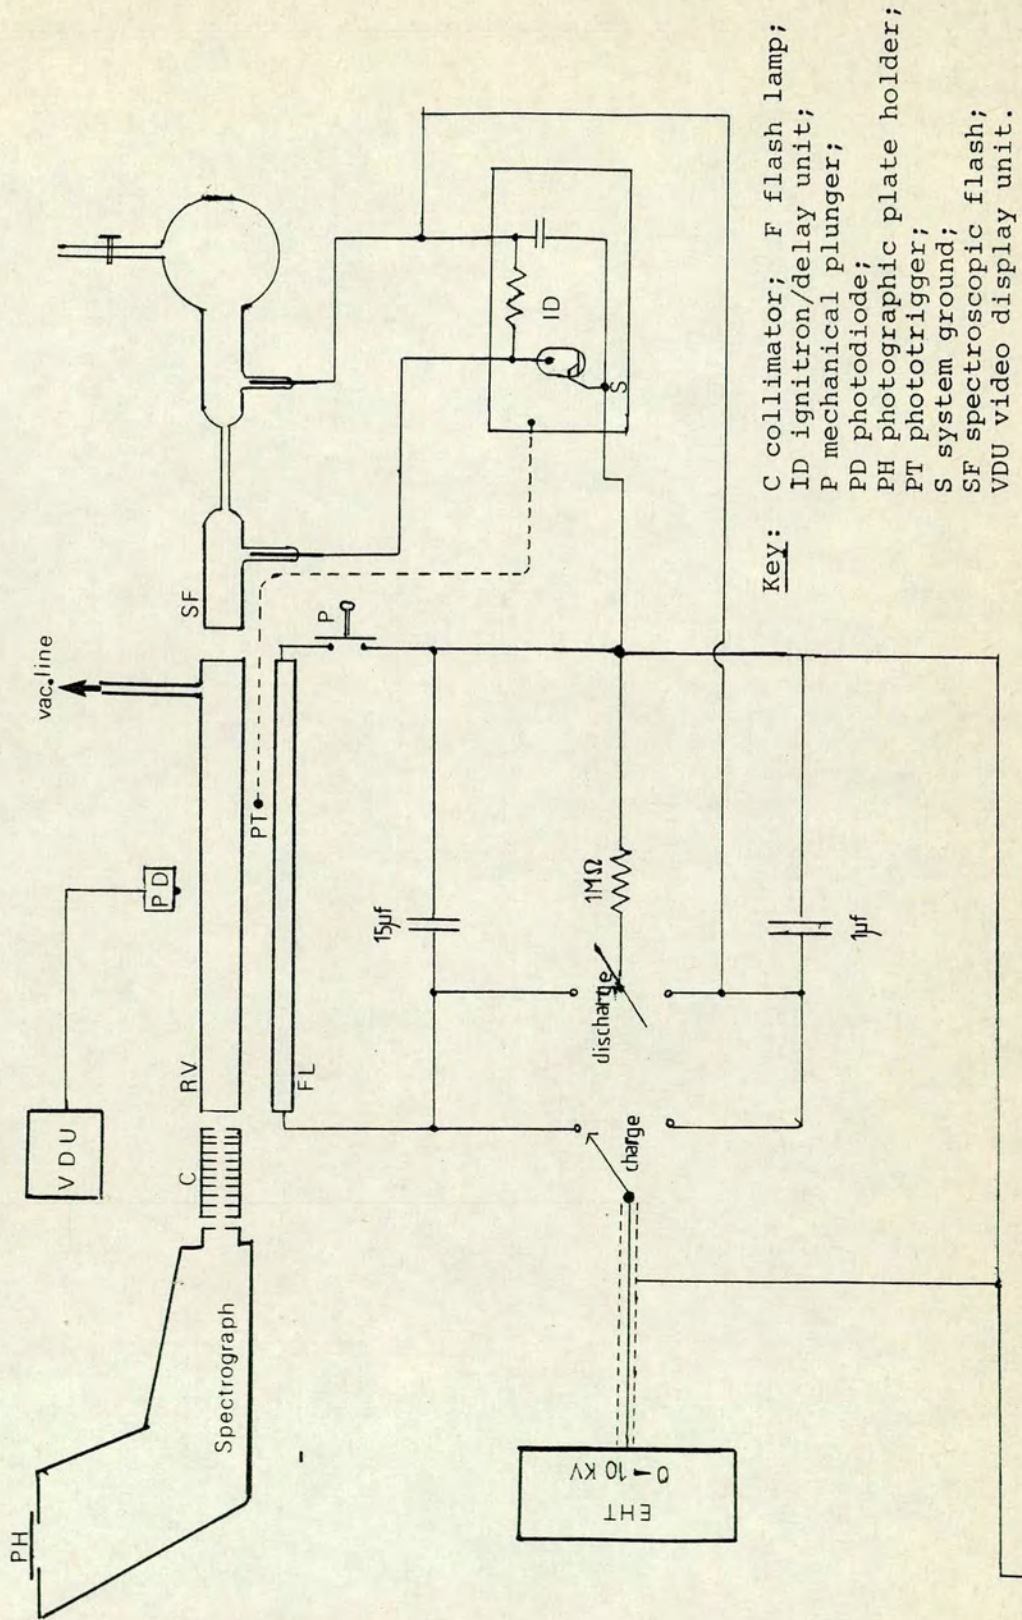 PH
Spectrograph
VDU
C
RV
PD
vac.line
SF
PT
FL
P
ID
S
15µf
1MΩ
discharge
charge
1µf
EHT
0-10 KV
Key: C collimator; F flash lamp;
ID ignitron/delay unit;
P mechanical plunger;
PD photodiode;
PH photographic plate holder;
PT phototrigger;
S system ground;
SF spectroscopic flash;
VDU video display unit.